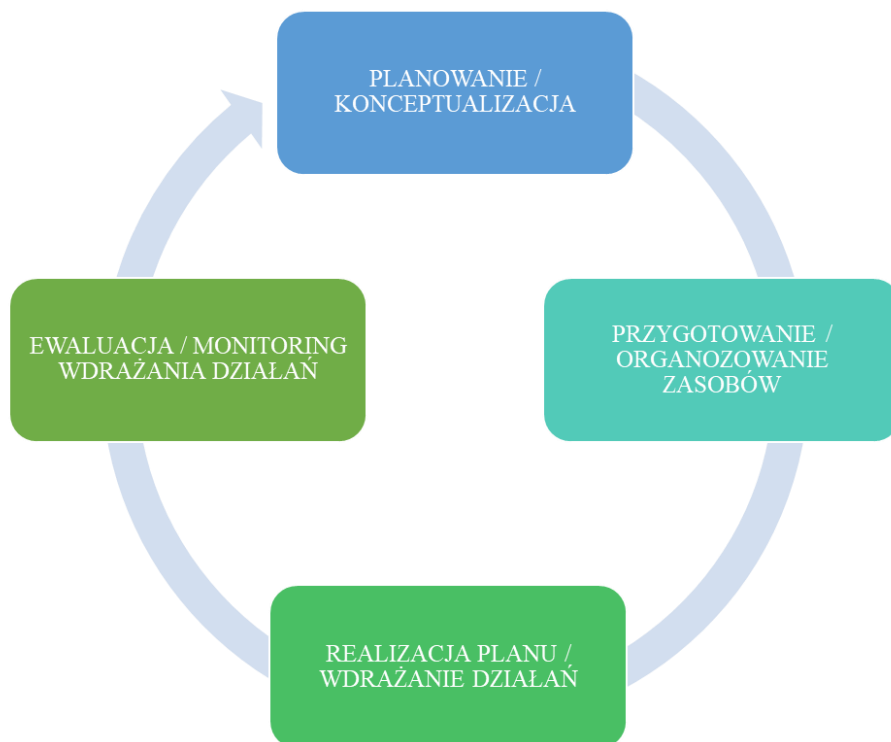 PLANOWANIE /
KONCEPTUALIZACJA
PRZYGOTOWANIE /
ORGANOZOWANIE
ZASOBÓW
REALIZACJA PLANU /
WDRAŻANIE DZIAŁAŃ
EWALUACJA / MONITORING
WDRAŻANIA DZIAŁAŃ